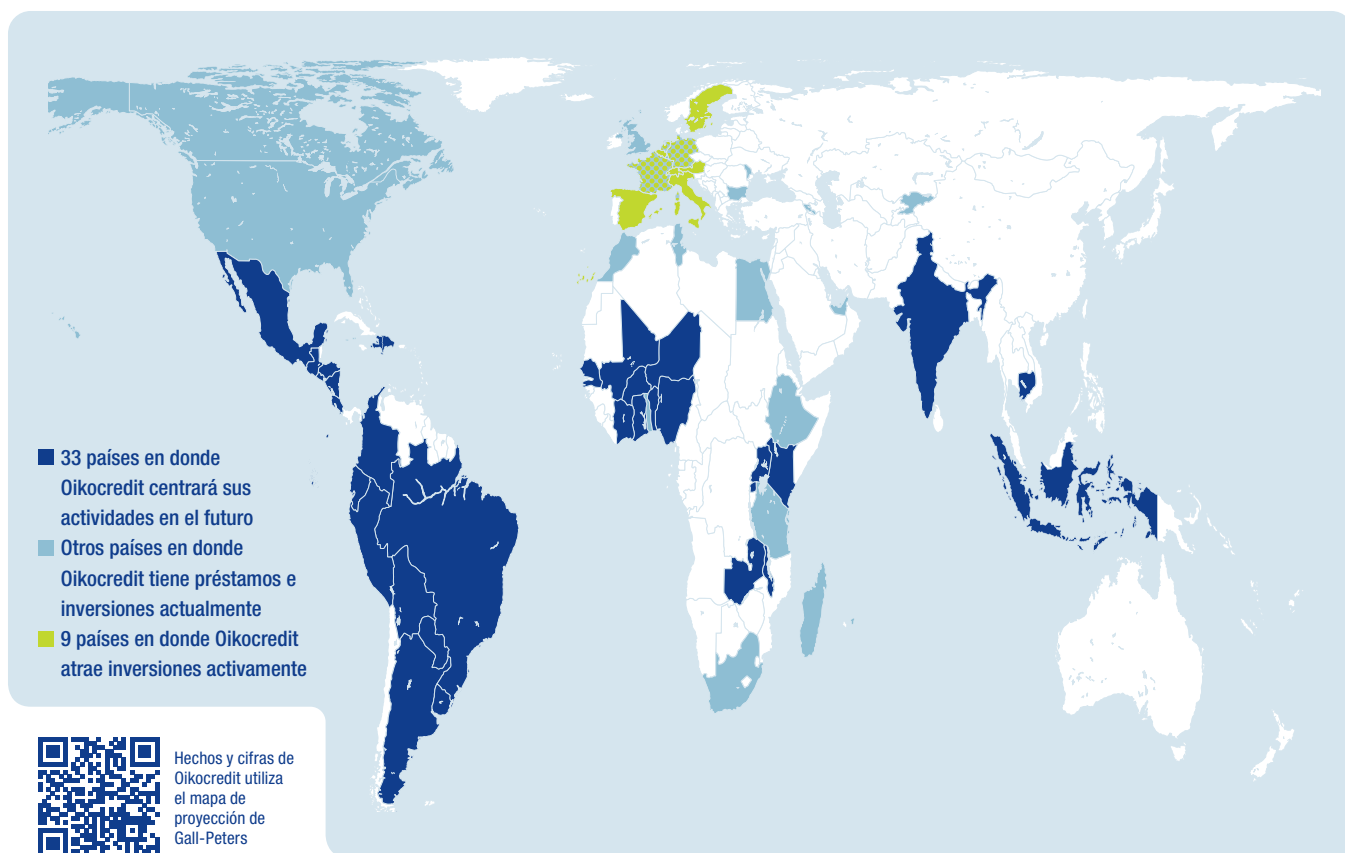 33 países en donde
Oikocredit centrará sus
actividades en el futuro
Otros países en donde
Oikocredit tiene préstamos e
inversiones actualmente
9 países en donde Oikocredit
atrae inversiones activamente
Hechos y cifras de
Oikocredit utiliza
el mapa de
proyección de
Gall-Peters